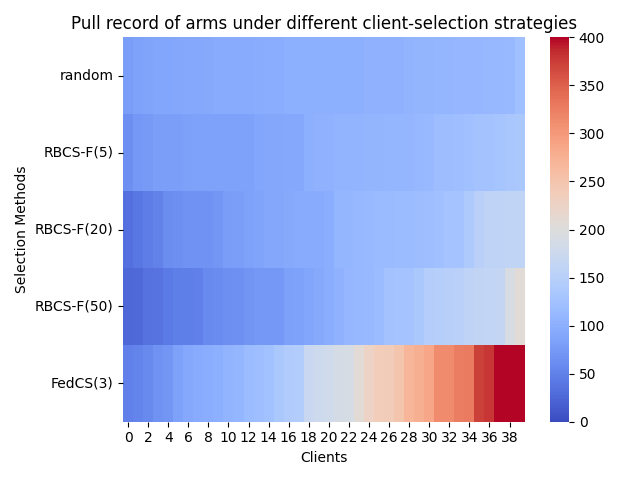 Pull record of arms under different client-selection strategies
Selection Methods
random
RBCS-F(5)
RBCS-F(20)
RBCS-F(50)
FedCS(3)
0 2 4 6 8 10 12 14 16 18 20 22 24 26 28 30 32 34 36 38
Clients
400
350
300
250
200
150
100
50
0